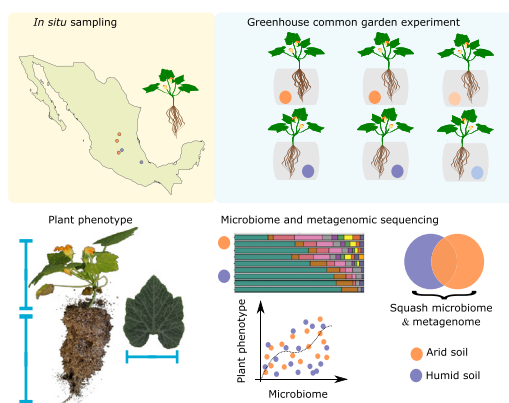 In situ sampling
Greenhouse common garden experiment
Plant phenotype
Microbiome and metagenomic sequencing
Plant phenotype
Microbiome
Squash microbiome
& metagenome
Arid soil
Humid soil